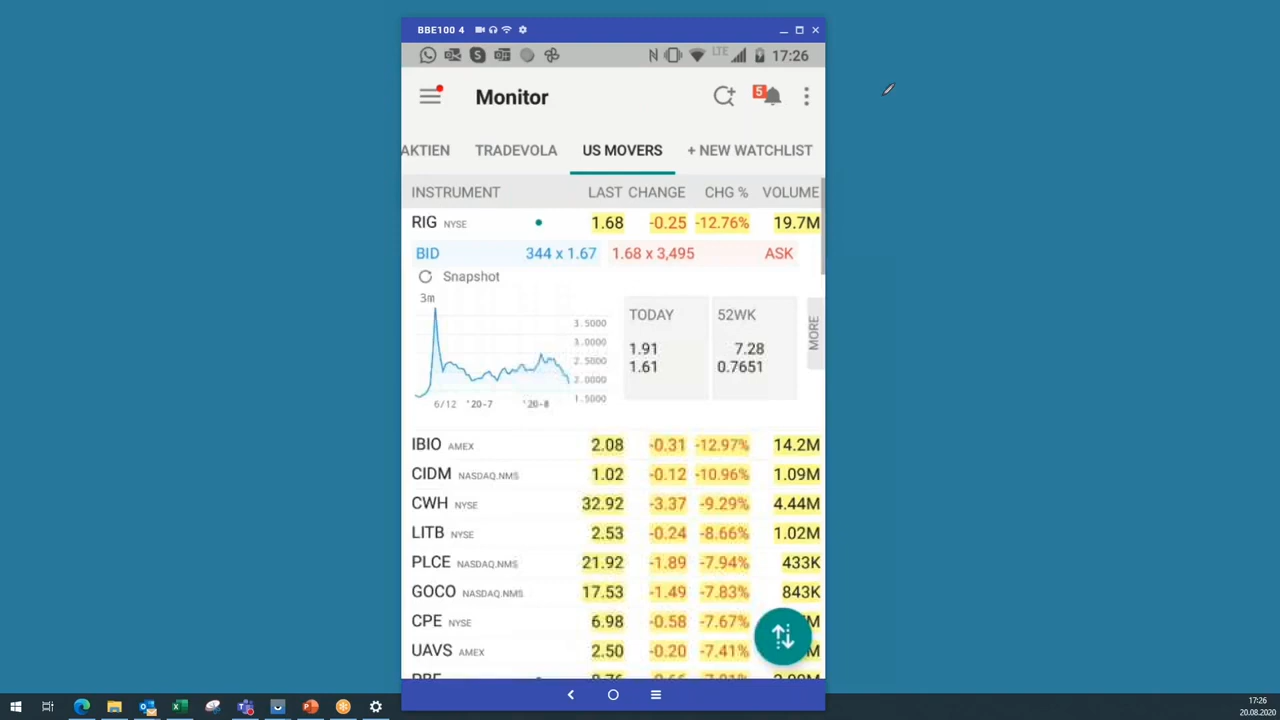 BBE100 4
LTE 17:26
Monitor 5
AKTIEN TRADEVOLA US MOVERS + NEW WATCHLIST
INSTRUMENT LAST CHANGE CHG % VOLUME
RIG NYSE 1.68 -0.25 -12.76% 19.7M
BID 344 x 1.67 1.68 x 3,495 ASK
Snapshot
3m
3.5000
3.0000
2.5000
2.0000
1.5000
6/12 '20-7 '20-8
TODAY
1.91
1.61
52WK
7.28
0.7651
MORE
IBIO AMEX 2.08 -0.31 -12.97% 14.2M
CIDM NASDAQ.NMS 1.02 -0.12 -10.96% 1.09M
CWH NYSE 32.92 -3.37 -9.29% 4.44M
LITB NYSE 2.53 -0.24 -8.66% 1.02M
PLCE NASDAQ.NMS 21.92 -1.89 -7.94% 433K
GOCO NASDAQ.NMS 17.53 -1.49 -7.83% 843K
CPE NYSE 6.98 -0.58 -7.67% M
UAVS AMEX 2.50 -0.20 -7.41% M
17:26
20.08.2020